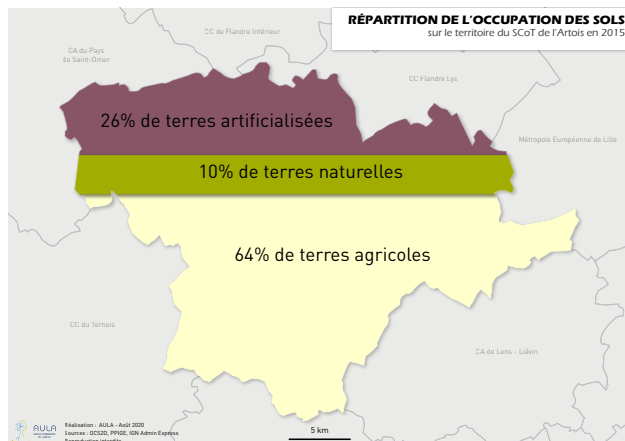 RÉPARTITION DE L'OCCUPATION DES SOLS
sur le territoire du SCoT de l'Artois en 2015
CC de Flandre Intérieur
CA du Pays
de Saint-Omer
CC Flandre Lys
26% de terres artificialisées
Métropole Européenne de Lille
10% de terres naturelles
64% de terres agricoles
CC du Ternois
CA de Lens - Liévin
AULA
Réalisation : AULA - Août 2020
Sources : OCS2D, PPIGE, IGN Admin Express
Reproduction interdite
5 km